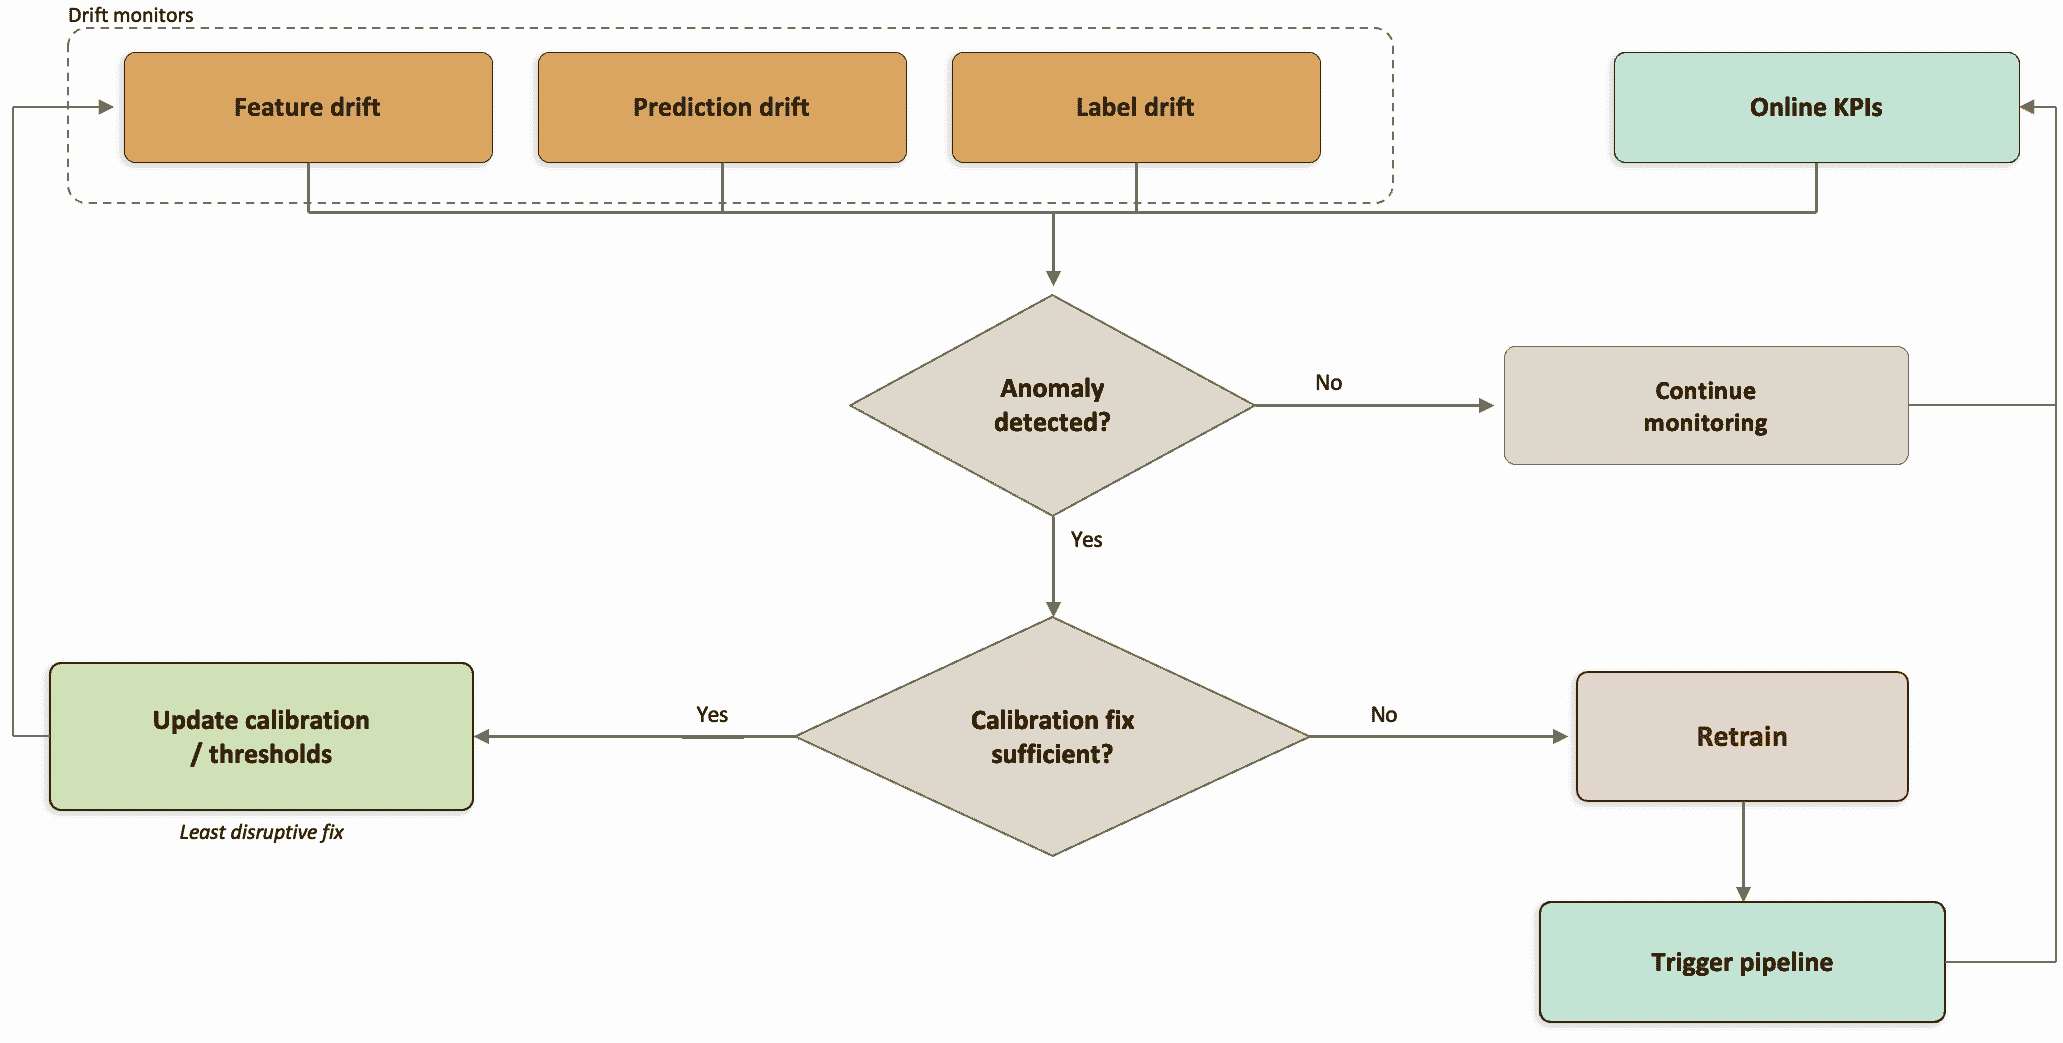 Drift monitors
Feature drift
Prediction drift
Label drift
Online KPIs
Anomaly
detected?
No
Continue
monitoring
Yes
Update calibration
/ thresholds
Least disruptive fix
Yes
Calibration fix
sufficient?
No
Retrain
Trigger pipeline